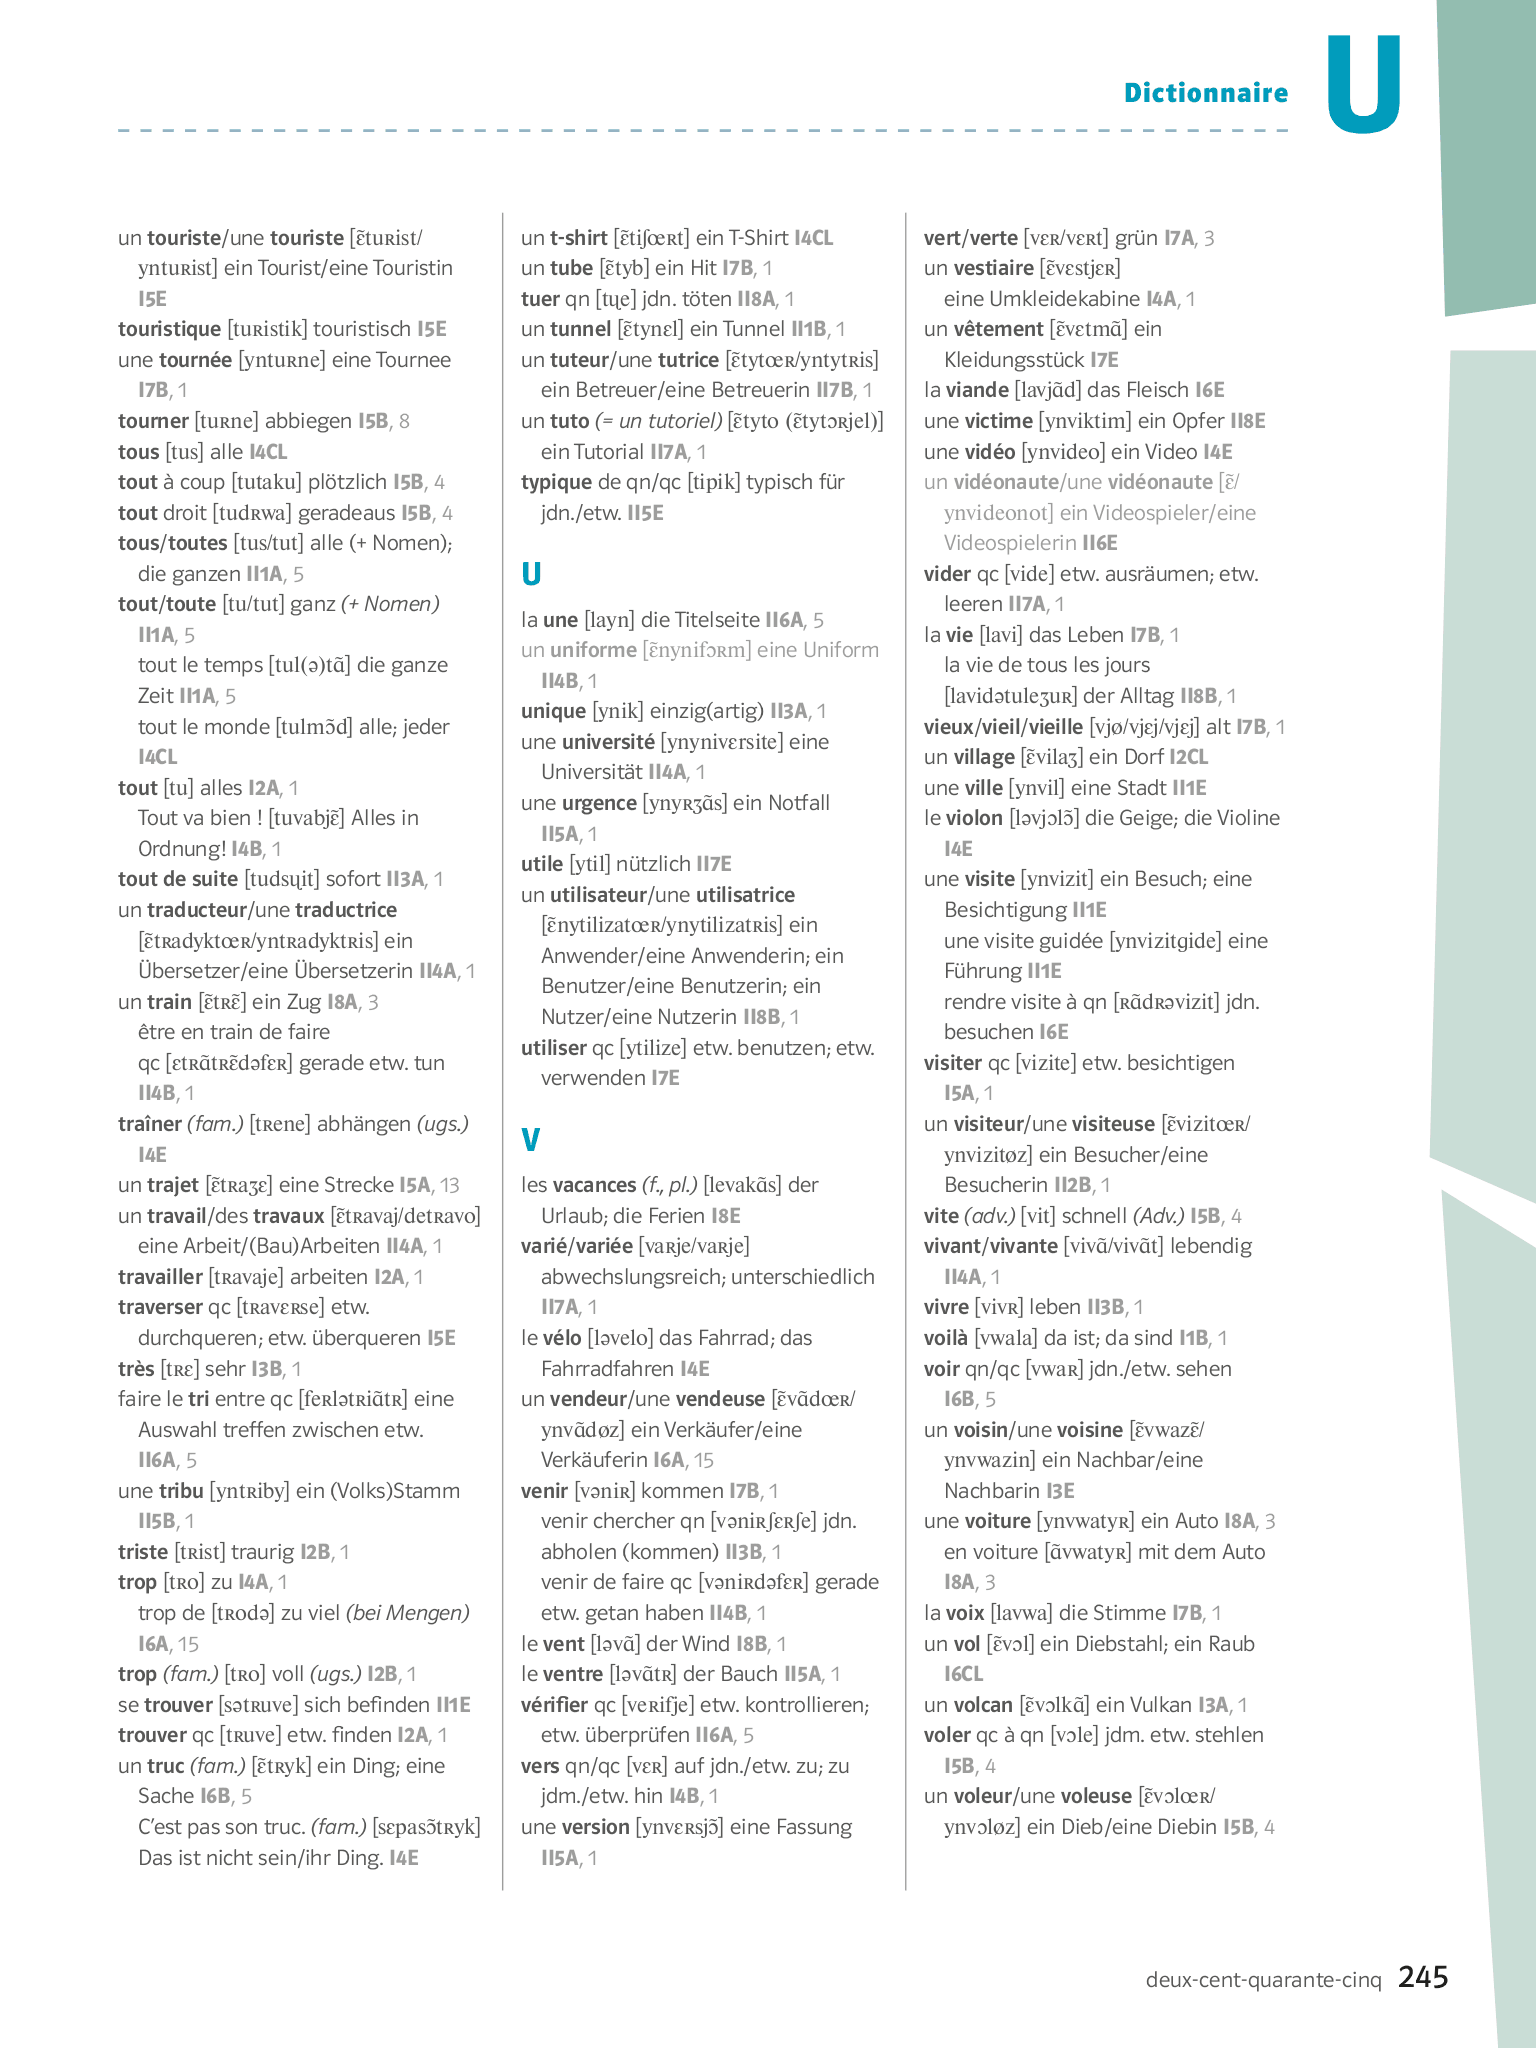 Dictionnaire
U
un touriste/une touriste [ɛ̃tuʀist/
yntuʀist] ein Tourist/eine Touristin
I5E
touristique [tuʀistik] touristisch I5E
une tournée [yntuʀne] eine Tournee
I7B, 1
tourner [tuʀne] abbiegen I5B, 8
tous [tus] alle I4CL
tout à coup [tutaku] plötzlich I5B, 4
tout droit [tudʀwa] geradeaus I5B, 4
tous/toutes [tus/tut] alle (+ Nomen);
die ganzen II1A, 5
tout/toute [tu/tut] ganz (+ Nomen)
II1A, 5
tout le temps [tul(ə)tɑ̃] die ganze
Zeit II1A, 5
tout le monde [tulmɔ̃d] alle; jeder
I4CL
tout [tu] alles I2A, 1
Tout va bien ! [tuvabjɛ̃] Alles in
Ordnung! I4B, 1
tout de suite [tudsɥit] sofort II3A, 1
un traducteur/une traductrice
[ɛ̃tʀadyktœʀ/yntʀadyktʀis] ein
Übersetzer/eine Übersetzerin II4A, 1
un train [ɛ̃tʀɛ̃] ein Zug I8A, 3
être en train de faire
qc [ɛtʀɑ̃tʀɛ̃dəfɛʀ] gerade etw. tun
II4B, 1
traîner (fam.) [tʀene] abhängen (ugs.)
I4E
un trajet [ɛ̃tʀaʒɛ] eine Strecke I5A, 13
un travail/des travaux [ɛ̃tʀavaj/detʀavo]
eine Arbeit/(Bau)Arbeiten II4A, 1
travailler [tʀavaje] arbeiten I2A, 1
traverser qc [tʀavɛʀse] etw.
durchqueren; etw. überqueren I5E
très [tʀɛ] sehr I3B, 1
faire le tri entre qc [feʀlətʀiɑ̃tʀ] eine
Auswahl treffen zwischen etw.
II6A, 5
une tribu [yntʀiby] ein (Volks)Stamm
II5B, 1
triste [tʀist] traurig I2B, 1
trop [tʀo] zu I4A, 1
trop de [tʀodə] zu viel (bei Mengen)
I6A, 15
trop (fam.) [tʀo] voll (ugs.) I2B, 1
se trouver [sətʀuve] sich befinden II1E
trouver qc [tʀuve] etw. finden I2A, 1
un truc (fam.) [ɛ̃tʀyk] ein Ding; eine
Sache I6B, 5
C’est pas son truc. (fam.) [sɛpasɔ̃tʀyk]
Das ist nicht sein/ihr Ding. I4E
un t-shirt [ɛ̃tiʃœʀt] ein T-Shirt I4CL
un tube [ɛ̃tyb] ein Hit I7B, 1
tuer qn [tɥe] jdn. töten II8A, 1
un tunnel [ɛ̃tynɛl] ein Tunnel II1B, 1
un tuteur/une tutrice [ɛ̃tytœʀ/yntytʀis]
ein Betreuer/eine Betreuerin II7B, 1
un tuto (= un tutoriel) [ɛ̃tyto (ɛ̃tytɔʀjel)]
ein Tutorial II7A, 1
typique de qn/qc [tipik] typisch für
jdn./etw. II5E
U
la une [layn] die Titelseite II6A, 5
un uniforme [ɛ̃nynifɔʀm] eine Uniform
II4B, 1
unique [ynik] einzig(artig) II3A, 1
une université [ynynivɛʀsite] eine
Universität II4A, 1
une urgence [ynyʀʒɑ̃s] ein Notfall
II5A, 1
utile [ytil] nützlich II7E
un utilisateur/une utilisatrice
[ɛ̃nytilizatœʀ/ynytilizatʀis] ein
Anwender/eine Anwenderin; ein
Benutzer/eine Benutzerin; ein
Nutzer/eine Nutzerin II8B, 1
utiliser qc [ytilize] etw. benutzen; etw.
verwenden I7E
V
les vacances (f., pl.) [levakɑ̃s] der
Urlaub; die Ferien I8E
varié/variée [vaʀje/vaʀje]
abwechslungsreich; unterschiedlich
II7A, 1
le vélo [ləvelo] das Fahrrad; das
Fahrradfahren I4E
un vendeur/une vendeuse [ɛ̃vɑ̃dœʀ/
ynvɑ̃døz] ein Verkäufer/eine
Verkäuferin I6A, 15
venir [vəniʀ] kommen I7B, 1
venir chercher qn [vəniʀʃɛʀʃe] jdn.
abholen (kommen) II3B, 1
venir de faire qc [vəniʀdəfɛʀ] gerade
etw. getan haben II4B, 1
le vent [ləvɑ̃] der Wind I8B, 1
le ventre [ləvɑ̃tʀ] der Bauch II5A, 1
vérifier qc [veʀifje] etw. kontrollieren;
etw. überprüfen II6A, 5
vers qn/qc [vɛʀ] auf jdn./etw. zu; zu
jdm./etw. hin I4B, 1
une version [ynvɛʀsjɔ̃] eine Fassung
II5A, 1
vert/verte [vɛʀ/vɛʀt] grün I7A, 3
un vestiaire [ɛ̃vɛstjɛʀ]
eine Umkleidekabine I4A, 1
un vêtement [ɛ̃vɛtmɑ̃] ein
Kleidungsstück I7E
la viande [lavjɑ̃d] das Fleisch I6E
une victime [ynviktim] ein Opfer II8E
une vidéo [ynvideo] ein Video I4E
un vidéonaute/une vidéonaute [ɛ̃/
ynvideonot] ein Videospieler/eine
Videospielerin II6E
vider qc [vide] etw. ausräumen; etw.
leeren II7A, 1
la vie [lavi] das Leben I7B, 1
la vie de tous les jours
[lavidətuleʒuʀ] der Alltag II8B, 1
vieux/vieil/vieille [vjø/vjɛj/vjɛj] alt I7B, 1
un village [ɛ̃vilaʒ] ein Dorf I2CL
une ville [ynvil] eine Stadt II1E
le violon [ləvjɔlɔ̃] die Geige; die Violine
I4E
une visite [ynvizit] ein Besuch; eine
Besichtigung II1E
une visite guidée [ynvizitgide] eine
Führung II1E
rendre visite à qn [ʀɑ̃dʀəvizit] jdn.
besuchen I6E
visiter qc [vizite] etw. besichtigen
I5A, 1
un visiteur/une visiteuse [ɛ̃vizitœʀ/
ynvizitøz] ein Besucher/eine
Besucherin II2B, 1
vite (adv.) [vit] schnell (Adv.) I5B, 4
vivant/vivante [vivɑ̃/vivɑ̃t] lebendig
II4A, 1
vivre [vivʀ] leben II3B, 1
voilà [vwala] da ist; da sind I1B, 1
voir qn/qc [vwaʀ] jdn./etw. sehen
I6B, 5
un voisin/une voisine [ɛ̃vwazɛ̃/
ynvwazin] ein Nachbar/eine
Nachbarin I3E
une voiture [ynvwatyʀ] ein Auto I8A, 3
en voiture [ɑ̃vwatyʀ] mit dem Auto
I8A, 3
la voix [lavwa] die Stimme I7B, 1
un vol [ɛ̃vɔl] ein Diebstahl; ein Raub
I6CL
un volcan [ɛ̃vɔlkɑ̃] ein Vulkan I3A, 1
voler qc à qn [vɔle] jdm. etw. stehlen
I5B, 4
un voleur/une voleuse [ɛ̃vɔlœʀ/
ynvɔløz] ein Dieb/eine Diebin I5B, 4
deux-cent-quarante-cinq 245